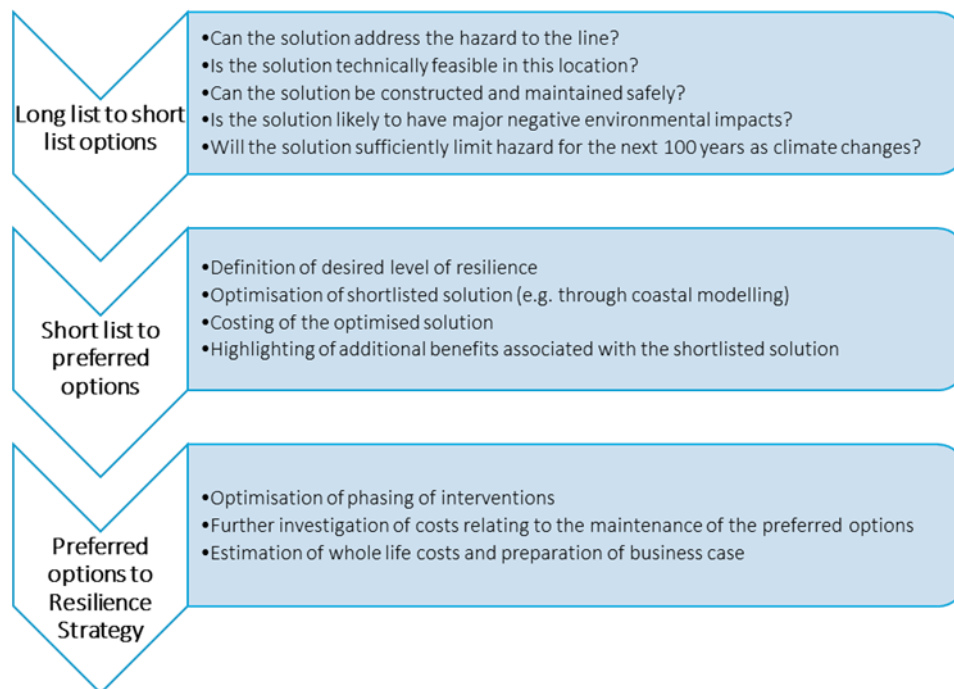 Long list to short
list options
•Can the solution address the hazard to the line?
•Is the solution technically feasible in this location?
•Can the solution be constructed and maintained safely?
•Is the solution likely to have major negative environmental impacts?
•Will the solution sufficiently limit hazard for the next 100 years as climate changes?
Short list to
preferred
options
•Definition of desired level of resilience
•Optimisation of shortlisted solution (e.g. through coastal modelling)
•Costing of the optimised solution
•Highlighting of additional benefits associated with the shortlisted solution
Preferred
options to
Resilience
Strategy
•Optimisation of phasing of interventions
•Further investigation of costs relating to the maintenance of the preferred options
•Estimation of whole life costs and preparation of business case